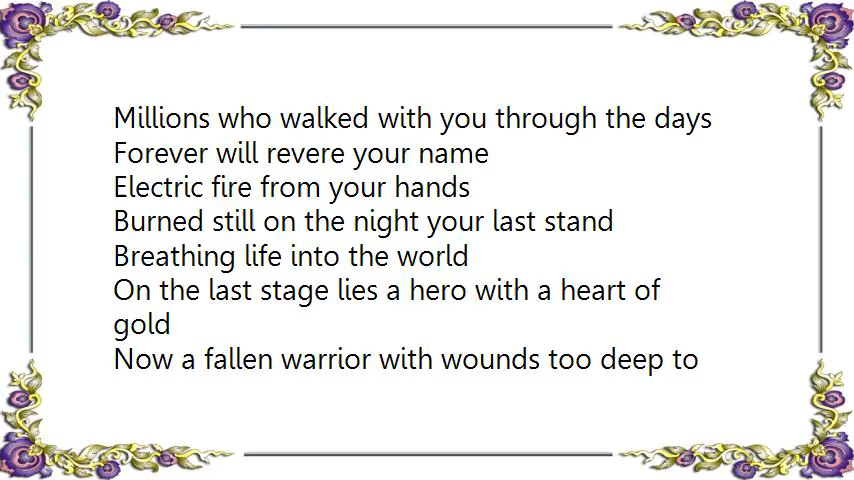 Millions who walked with you through the days
Forever will revere your name
Electric fire from your hands
Burned still on the night your last stand
Breathing life into the world
On the last stage lies a hero with a heart of
gold
Now a fallen warrior with wounds too deep to